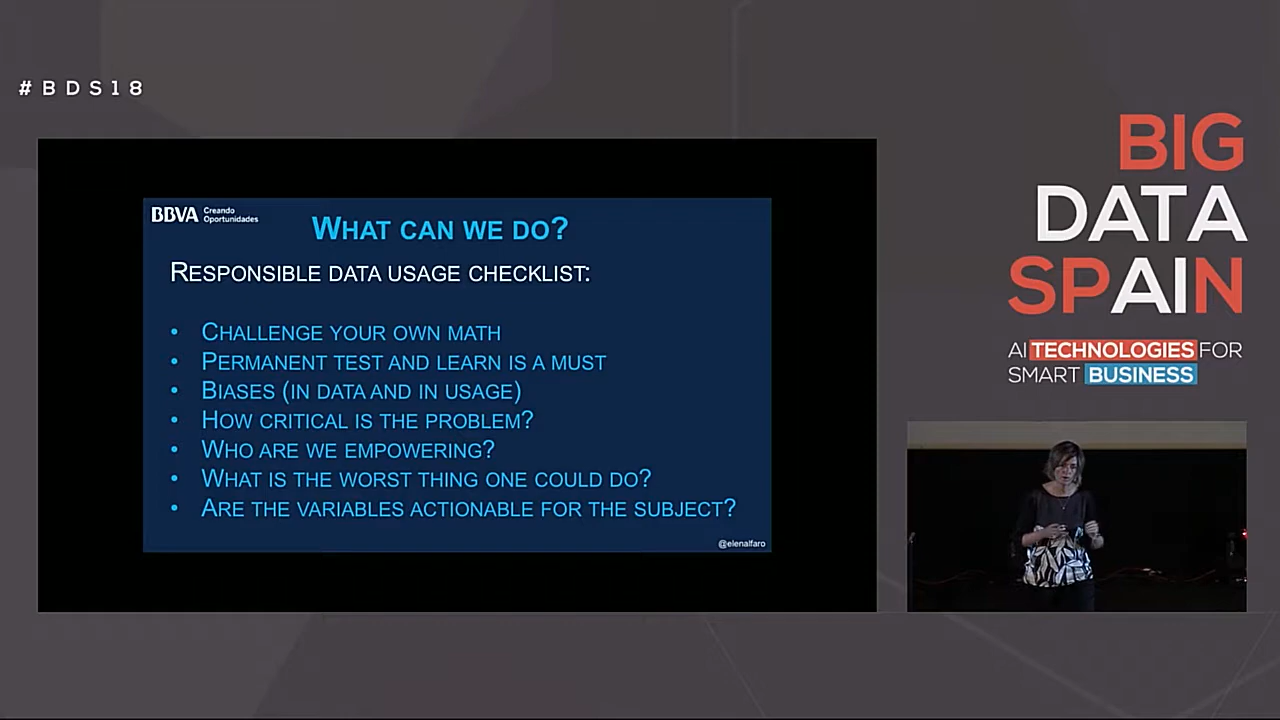 #BDS18
BBVA Creando
Oportunidades
WHAT CAN WE DO?
RESPONSIBLE DATA USAGE CHECKLIST:
• CHALLENGE YOUR OWN MATH
• PERMANENT TEST AND LEARN IS A MUST
• BIASES (IN DATA AND IN USAGE)
• HOW CRITICAL IS THE PROBLEM?
• WHO ARE WE EMPOWERING?
• WHAT IS THE WORST THING ONE COULD DO?
• ARE THE VARIABLES ACTIONABLE FOR THE SUBJECT?
@elenalfaro
BIG
DATA
SPAIN
AI TECHNOLOGIES FOR
SMART BUSINESS